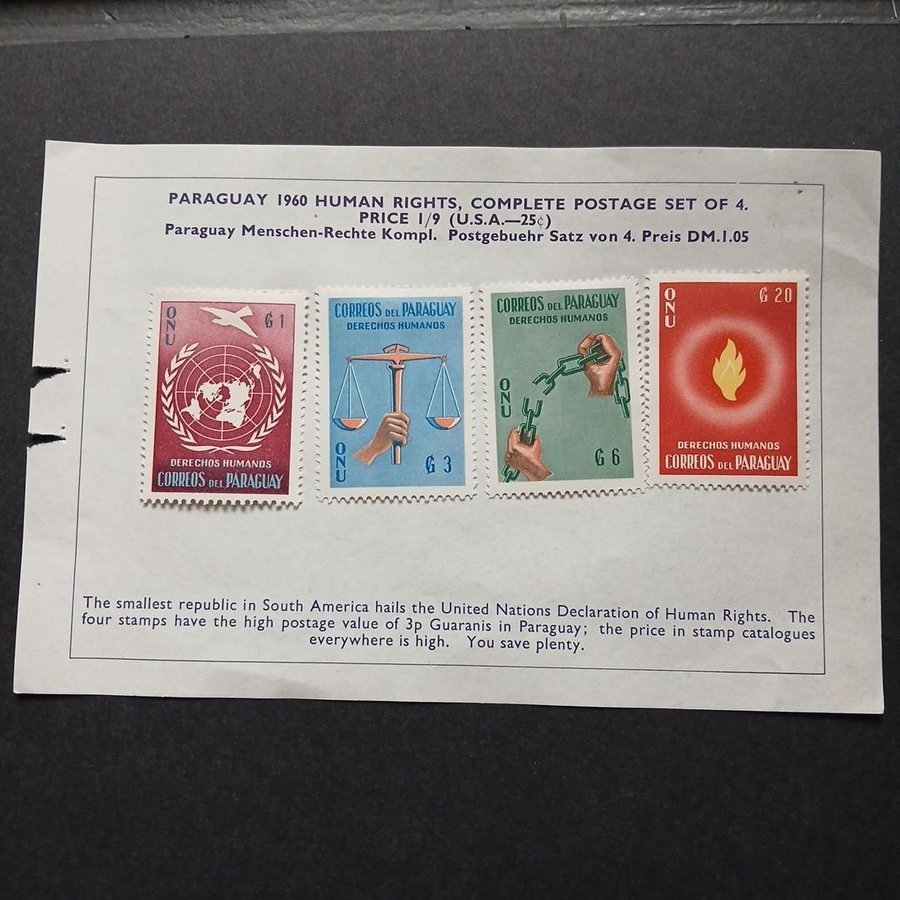 PARAGUAY 1960 HUMAN RIGHTS, COMPLETE POSTAGE SET OF 4.
PRICE 1/9 (U.S.A.—25¢)
Paraguay Menschen-Rechte Kompl. Postgebuehr Satz von 4. Preis DM.1.05
ONU
₲ 1
DERECHOS HUMANOS
CORREOS DEL PARAGUAY
CORREOS DEL PARAGUAY
DERECHOS HUMANOS
ONU
₲ 3
CORREOS DEL PARAGUAY
DERECHOS HUMANOS
ONU
₲ 6
ONU
₲ 20
DERECHOS HUMANOS
CORREOS DEL PARAGUAY
The smallest republic in South America hails the United Nations Declaration of Human Rights. The
four stamps have the high postage value of 3p Guaranis in Paraguay; the price in stamp catalogues
everywhere is high. You save plenty.